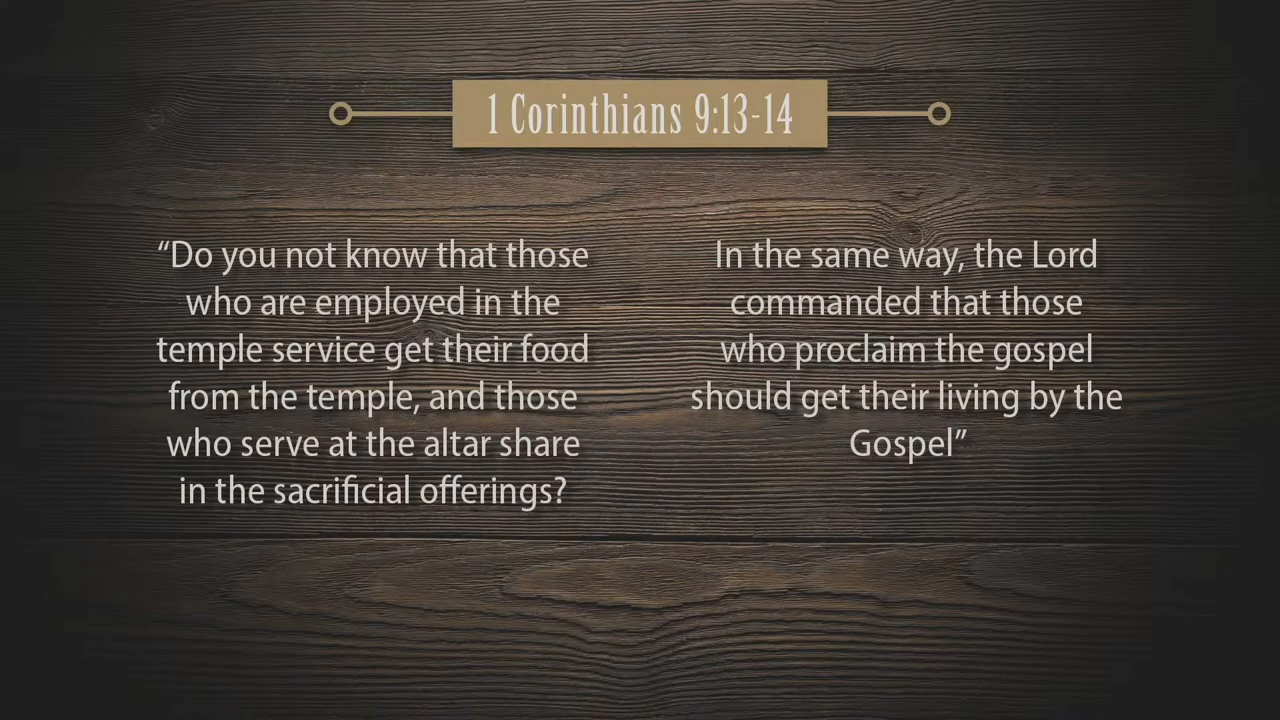 1 Corinthians 9:13-14
“Do you not know that those
who are employed in the
temple service get their food
from the temple, and those
who serve at the altar share
in the sacrificial offerings?
In the same way, the Lord
commanded that those
who proclaim the gospel
should get their living by the
Gospel”